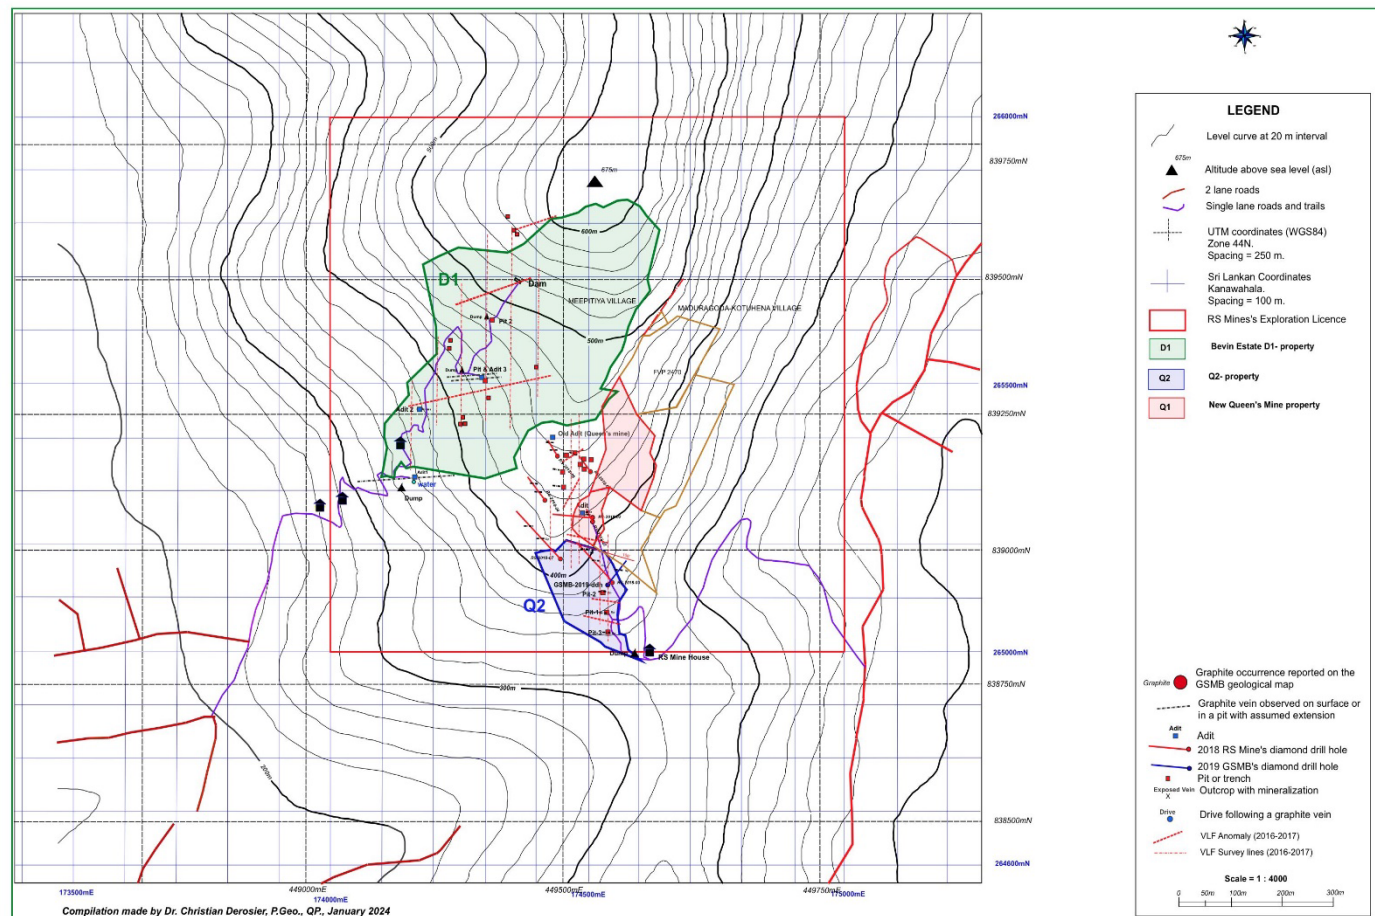 675m
500m
600m
D1
Dam
MEEPITIYA VILLAGE
MADURAGODA-KOTUHENA VILLAGE
Dump
Pit 2
500m
Dump
Pit & Adit 3
Adit 2
Old Adit (Queen's mine)
Adit
water
Dump
Adit
400m
GSMB-2019-ddh
Pit-2
Q2
Pit-1
Pit-3
Dump
RS Mine House
300m
200m
266000mN
839750mN
839500mN
265500mN
839250mN
839000mN
265000mN
838750mN
838500mN
264600mN
173500mE
449000mE
174000mE
449500mE
174500mE
449750mE
175000mE
Compilation made by Dr. Christian Derosier, P.Geo., QP., January 2024
LEGEND
Level curve at 20 m interval
675m
Altitude above sea level (asl)
2 lane roads
Single lane roads and trails
UTM coordinates (WGS84)
Zone 44N.
Spacing = 250 m.
Sri Lankan Coordinates
Kanawahala.
Spacing = 100 m.
RS Mines's Exploration Licence
D1 Bevin Estate D1- property
Q2 Q2- property
Q1 New Queen's Mine property
Graphite
Graphite occurrence reported on the
GSMB geological map
Graphite vein observed on surface or
in a pit with assumed extension
Adit
Adit
2018 RS Mine's diamond drill hole
2019 GSMB's diamond drill hole
Pit or trench
Exposed Vein
X
Outcrop with mineralization
Drive
Drive following a graphite vein
VLF Anomaly (2016-2017)
VLF Survey lines (2016-2017)
Scale = 1 : 4000
0 50m 100m 200m 300m